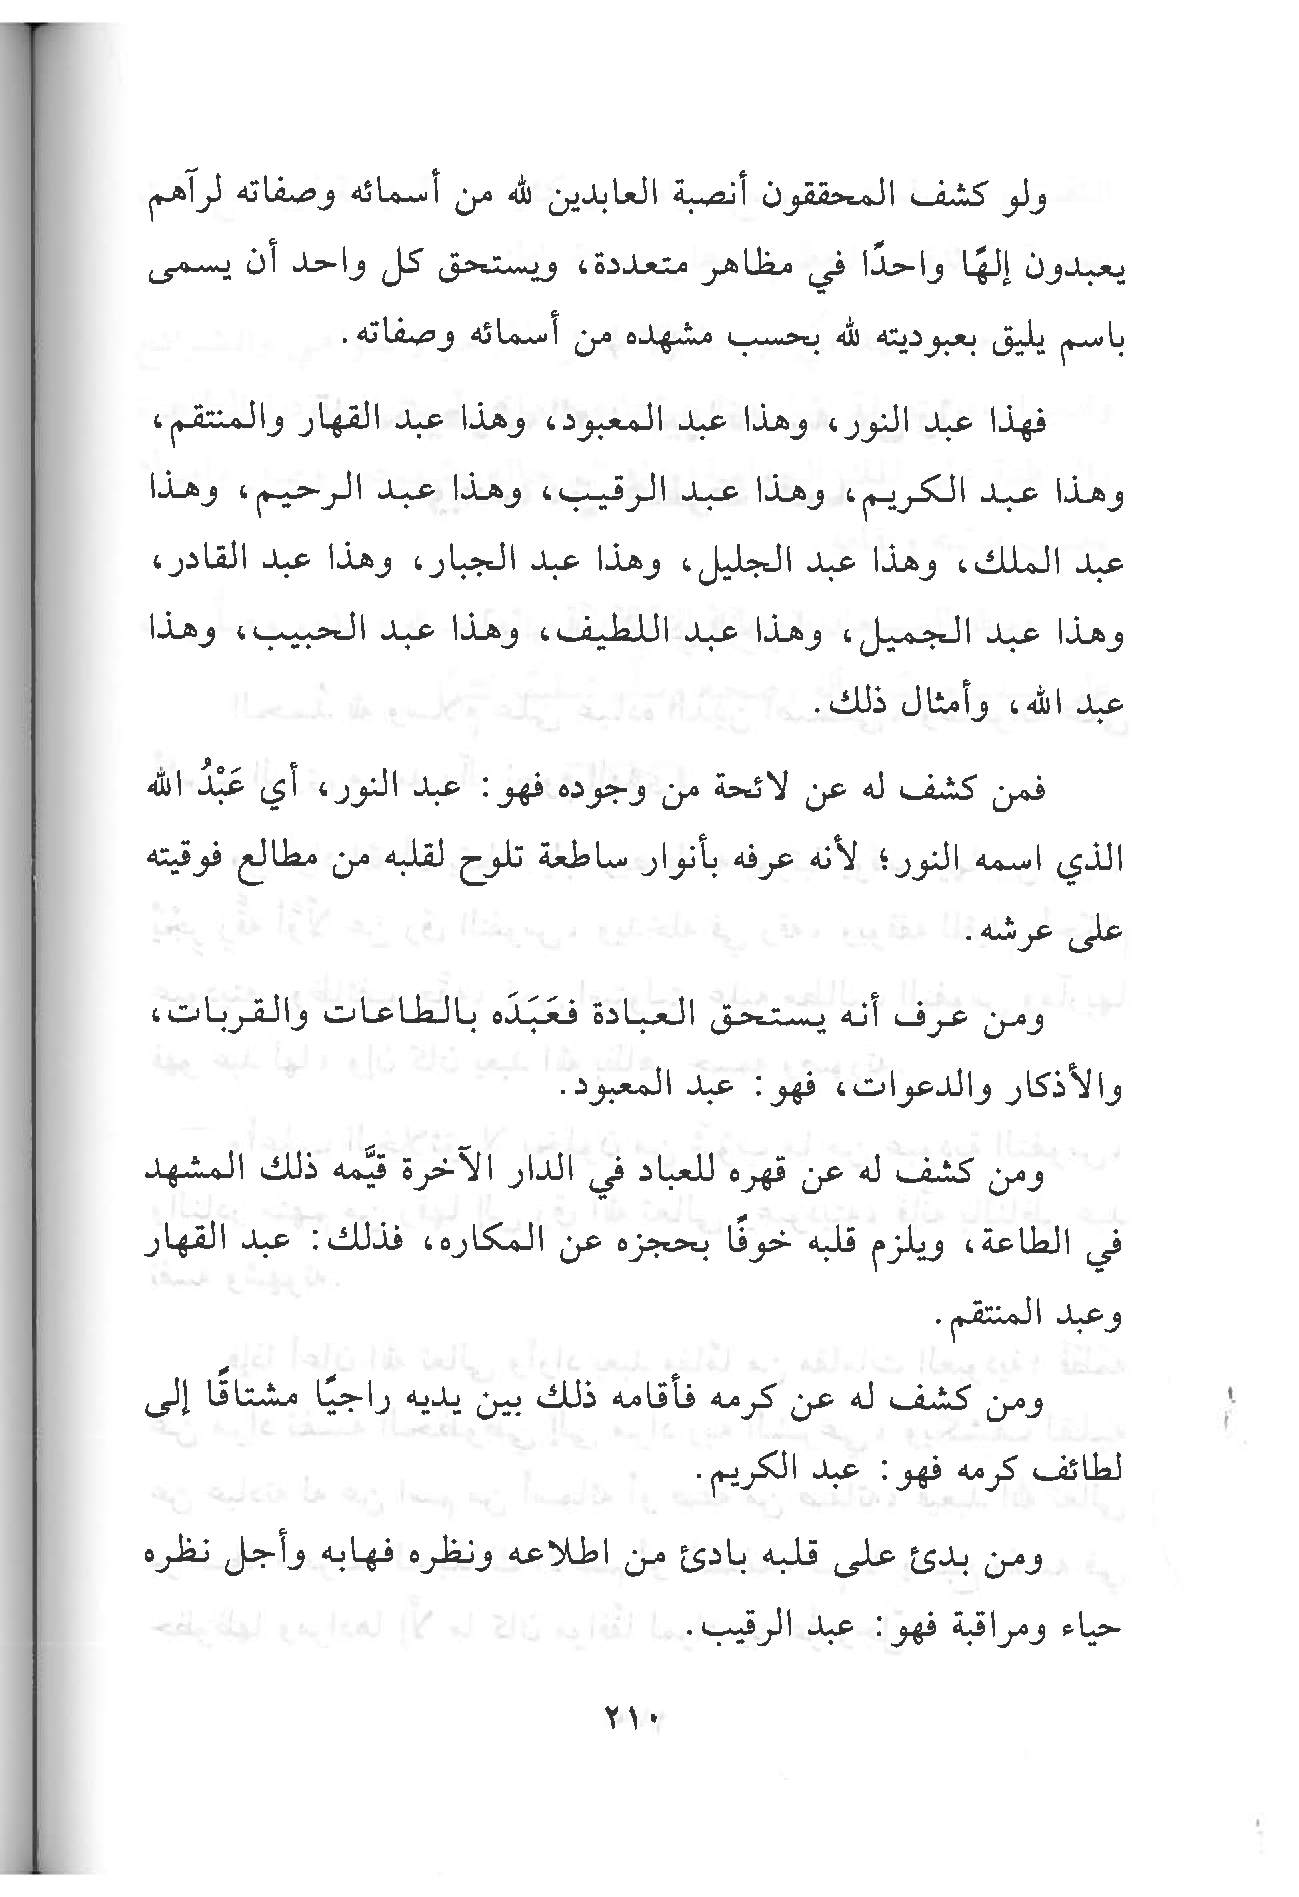 ولو كشف المحققون أنصبة العابدين لله من أسمائه وصفاته لرآهم
يعبدون إلهًا واحدًا في مظاهر متعددة، ويستحق كل واحد أن يسمى
باسم يليق بعبوديته لله بحسب مشهده من أسمائه وصفاته.
فهذا عبد النور، وهذا عبد المعبود، وهذا عبد القهار والمنتقم،
وهذا عبد الكريم، وهذا عبد الرقيب، وهذا عبد الرحيم، وهذا
عبد الملك، وهذا عبد الجليل، وهذا عبد الجبار، وهذا عبد القادر،
وهذا عبد الجميل، وهذا عبد اللطيف، وهذا عبد الحبيب، وهذا
عبد الله، وأمثال ذلك.
فمن كشف له عن لائحة من وجوده فهو: عبد النور، أي عَبْدُ الله
الذي اسمه النور؛ لأنه عرفه بأنوار ساطعة تلوح لقلبه من مطالع فوقيته
على عرشه.
ومن عرف أنه يستحق العبادة فعَبَدَه بالطاعات والقربات،
والأذكار والدعوات، فهو: عبد المعبود.
ومن كشف له عن قهره للعباد في الدار الآخرة قيَّمه ذلك المشهد
في الطاعة، ويلزم قلبه خوفًا بحجزه عن المكاره، فذلك: عبد القهار
وعبد المنتقم.
ومن كشف له عن كرمه فأقامه ذلك بين يديه راجيًا مشتاقًا إلى
لطائف كرمه فهو: عبد الكريم.
ومن بدئ على قلبه بادئ من اطلاعه ونظره فهابه وأجل نظره
حياء ومراقبة فهو: عبد الرقيب.
٢١٠